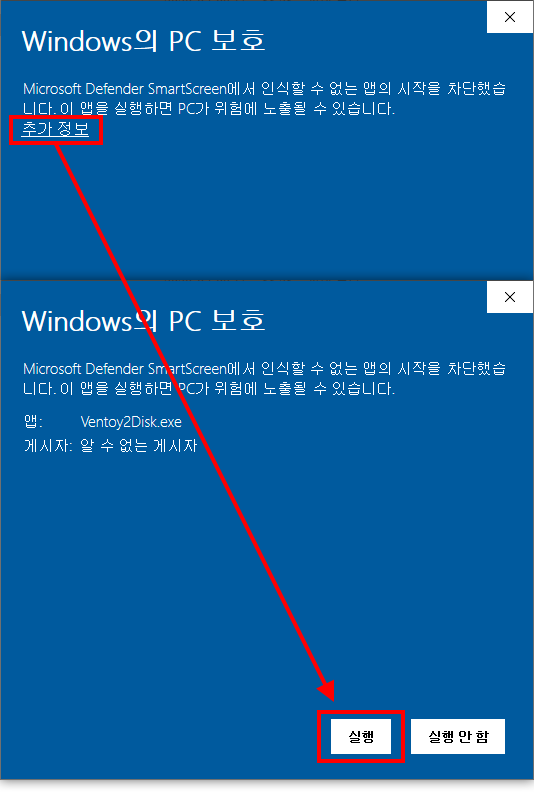 Windows의 PC 보호
Microsoft Defender SmartScreen에서 인식할 수 없는 앱의 시작을 차단했습
니다. 이 앱을 실행하면 PC가 위험에 노출될 수 있습니다.
추가 정보
Windows의 PC 보호
Microsoft Defender SmartScreen에서 인식할 수 없는 앱의 시작을 차단했습
니다. 이 앱을 실행하면 PC가 위험에 노출될 수 있습니다.
앱: Ventoy2Disk.exe
게시자: 알 수 없는 게시자
실행 실행 안 함